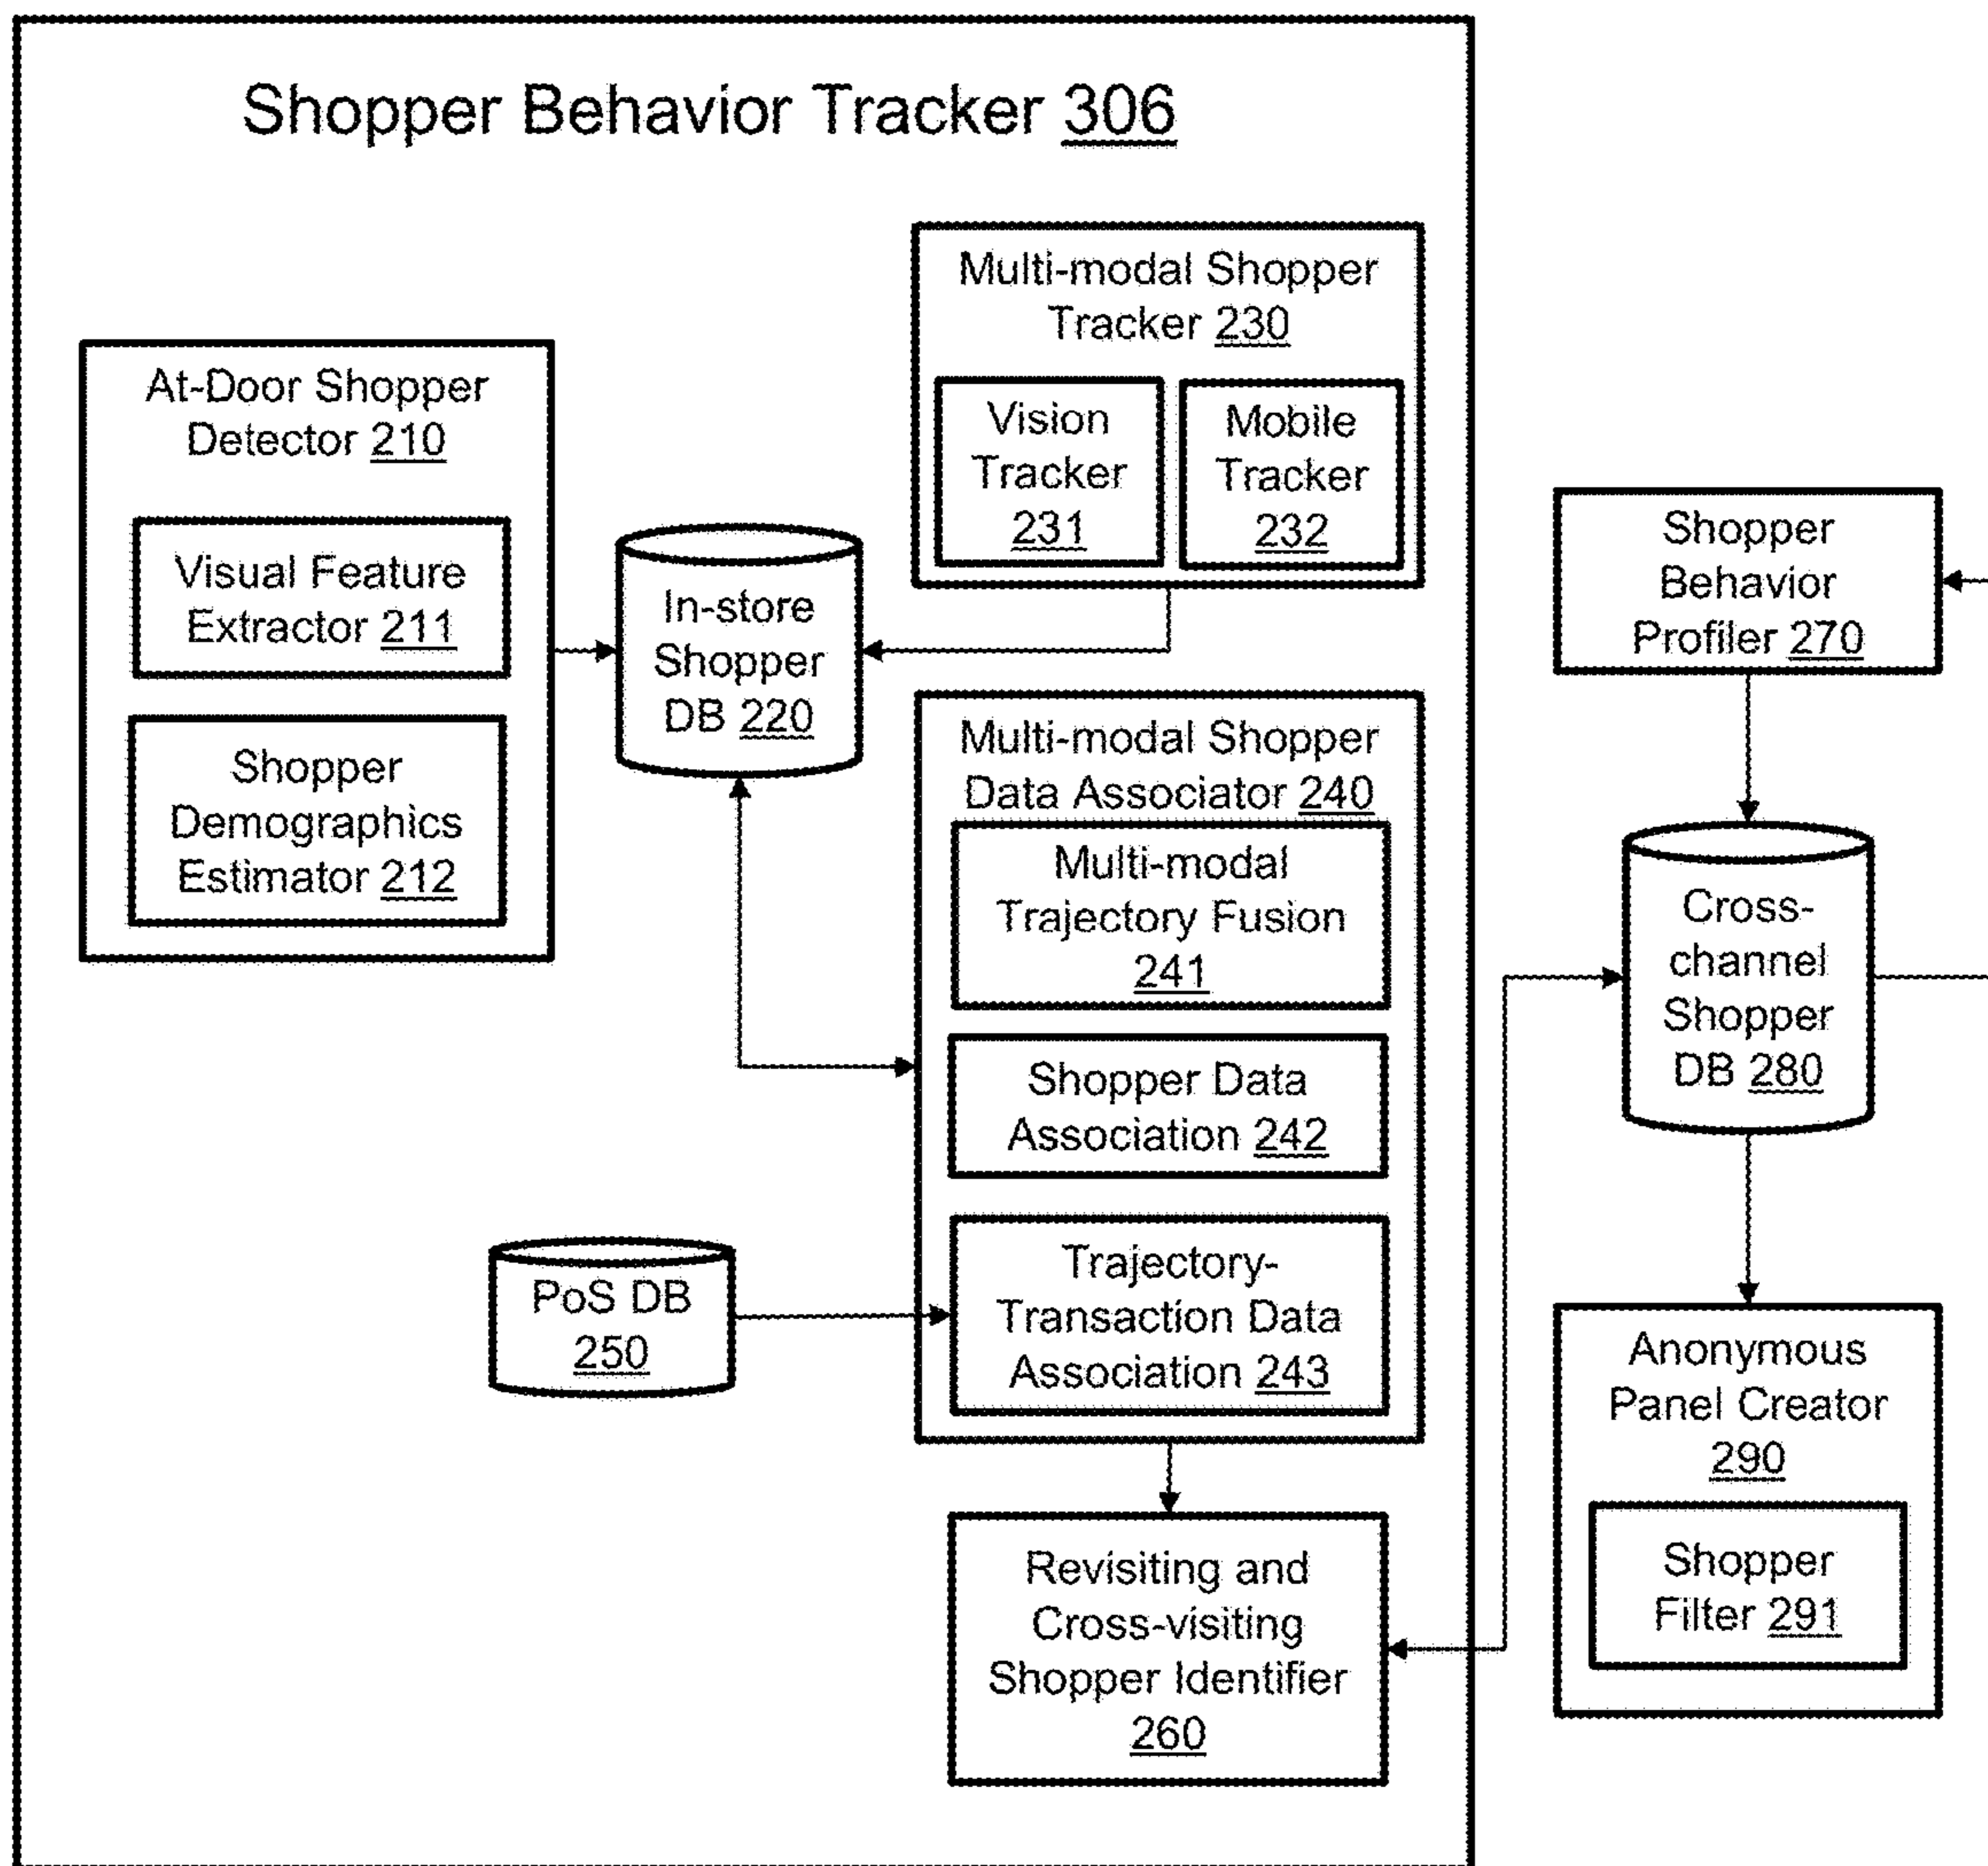 Shopper Behavior Tracker 306
At-Door Shopper
Detector 210
Visual Feature
Extractor 211
Shopper
Demographics
Estimator 212
In-store
Shopper
DB 220
Multi-modal Shopper
Tracker 230
Vision
Tracker
231
Mobile
Tracker
232
Multi-modal Shopper
Data Associator 240
Multi-modal
Trajectory Fusion
241
Shopper Data
Association 242
Trajectory-
Transaction Data
Association 243
PoS DB
250
Revisiting and
Cross-visiting
Shopper Identifier
260
Shopper
Behavior
Profiler 270
Cross-
channel
Shopper
DB 280
Anonymous
Panel Creator
290
Shopper
Filter 291